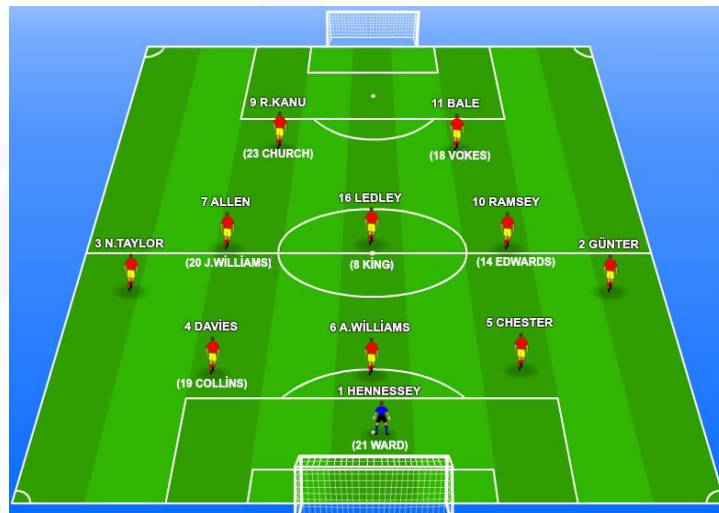 9 R.KANU
11 BALE
(23 CHURCH)
(18 VOKES)
7 ALLEN
16 LEDLEY
10 RAMSEY
3 N.TAYLOR
2 GÜNTER
(20 J.WİLLİAMS)
(8 KİNG)
(14 EDWARDS)
4 DAVİES
6 A.WİLLİAMS
5 CHESTER
(19 COLLİNS)
1 HENNESSEY
(21 WARD)